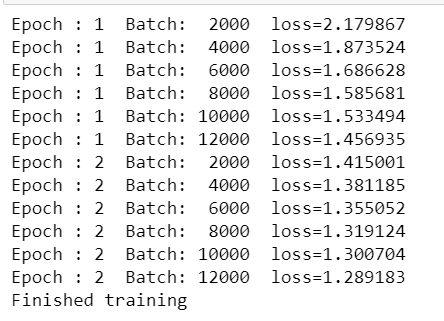 Epoch : 1  Batch:  2000  loss=2.179867
Epoch : 1  Batch:  4000  loss=1.873524
Epoch : 1  Batch:  6000  loss=1.686628
Epoch : 1  Batch:  8000  loss=1.585681
Epoch : 1  Batch: 10000  loss=1.533494
Epoch : 1  Batch: 12000  loss=1.456935
Epoch : 2  Batch:  2000  loss=1.415001
Epoch : 2  Batch:  4000  loss=1.381185
Epoch : 2  Batch:  6000  loss=1.355052
Epoch : 2  Batch:  8000  loss=1.319124
Epoch : 2  Batch: 10000  loss=1.300704
Epoch : 2  Batch: 12000  loss=1.289183
Finished training